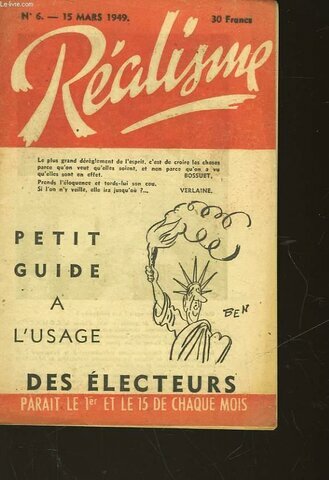 Le-livre.fr
N° 6. — 15 MARS 1949.
30 Francs
Réalisme
Le plus grand dérèglement de l'esprit, c'est de croire les choses
parce qu'on veut qu'elles soient, et non parce qu'on a vu
qu'elles sont en effet.
BOSSUET.
Prends l'éloquence et tords-lui son cou.
Si l'on n'y veille, elle ira jusqu'où ?...
VERLAINE.
PETIT
GUIDE
A
L'USAGE
BEN
DES ÉLECTEURS
PARAIT LE 1er ET LE 15 DE CHAQUE MOIS